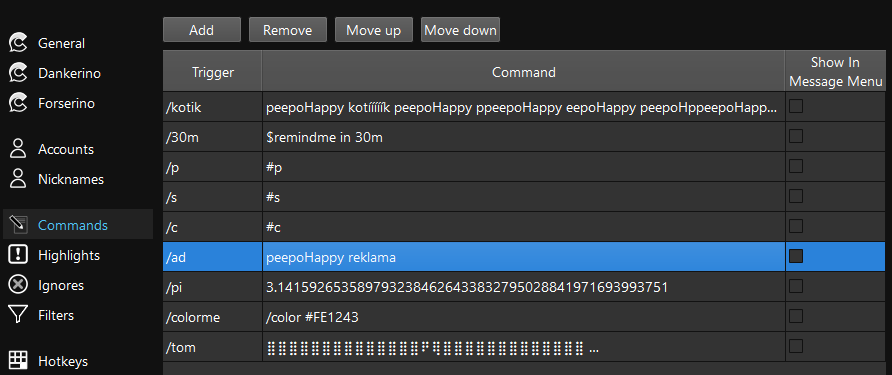 Add
Remove
Move up
Move down
General
Dankerino
Forserino
Accounts
Nicknames
Commands
Highlights
Ignores
Filters
Hotkeys
Trigger
Command
Show In
Message Menu
/kotik
peepoHappy kotííííík peepoHappy ppeepoHappy eepoHappy peepoHppeepoHapp...
/30m
$remindme in 30m
/p
#p
/s
#s
/c
#c
/ad
peepoHappy reklama
/pi
3.14159265358979323846264338327950288419716939937​51
/colorme
/color #FE1243
/tom